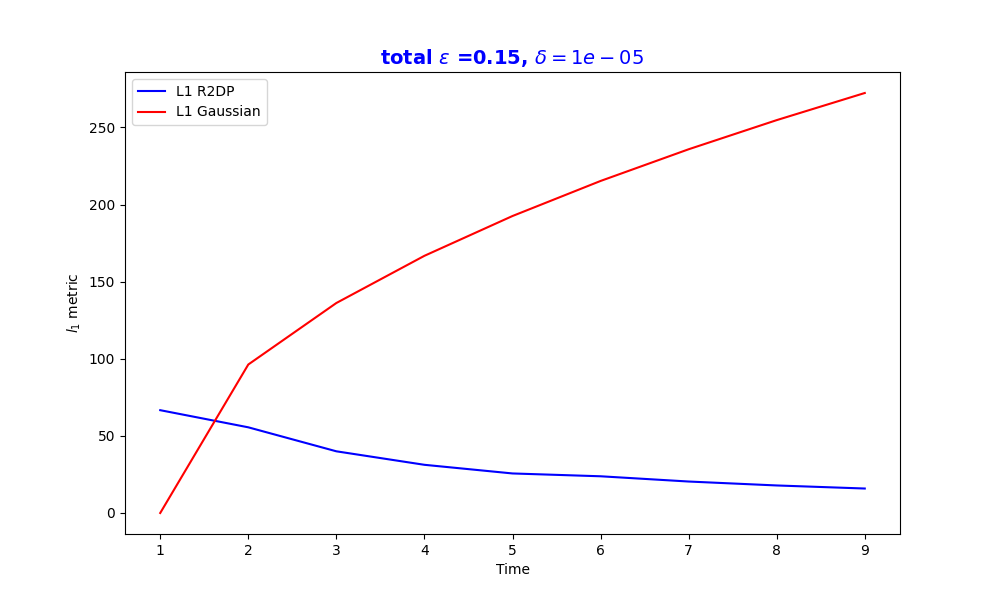 total ε =0.15, δ = 1e − 05
L1 R2DP
L1 Gaussian
250
200
150
100
50
0
l₁ metric
1 2 3 4 5 6 7 8 9
Time